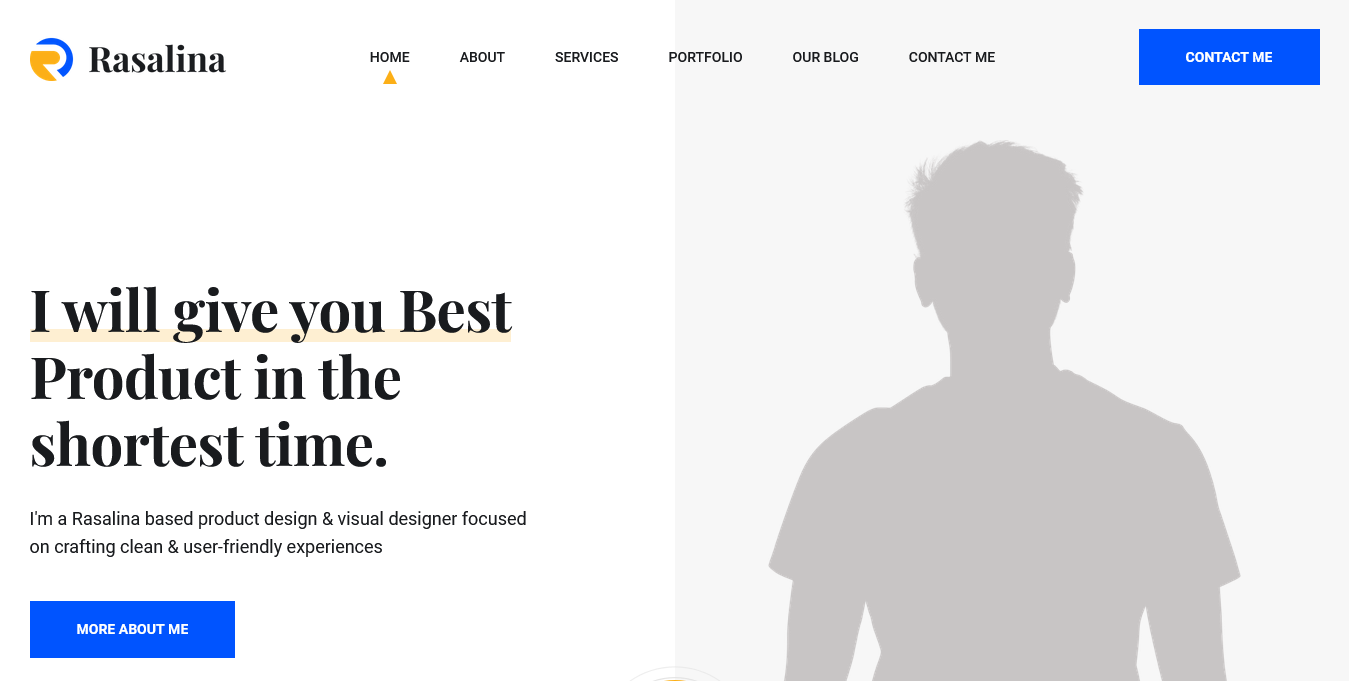 Rasalina
HOME
ABOUT
SERVICES
PORTFOLIO
OUR BLOG
CONTACT ME
CONTACT ME
I will give you Best
Product in the
shortest time.
I'm a Rasalina based product design & visual designer focused
on crafting clean & user-friendly experiences
MORE ABOUT ME